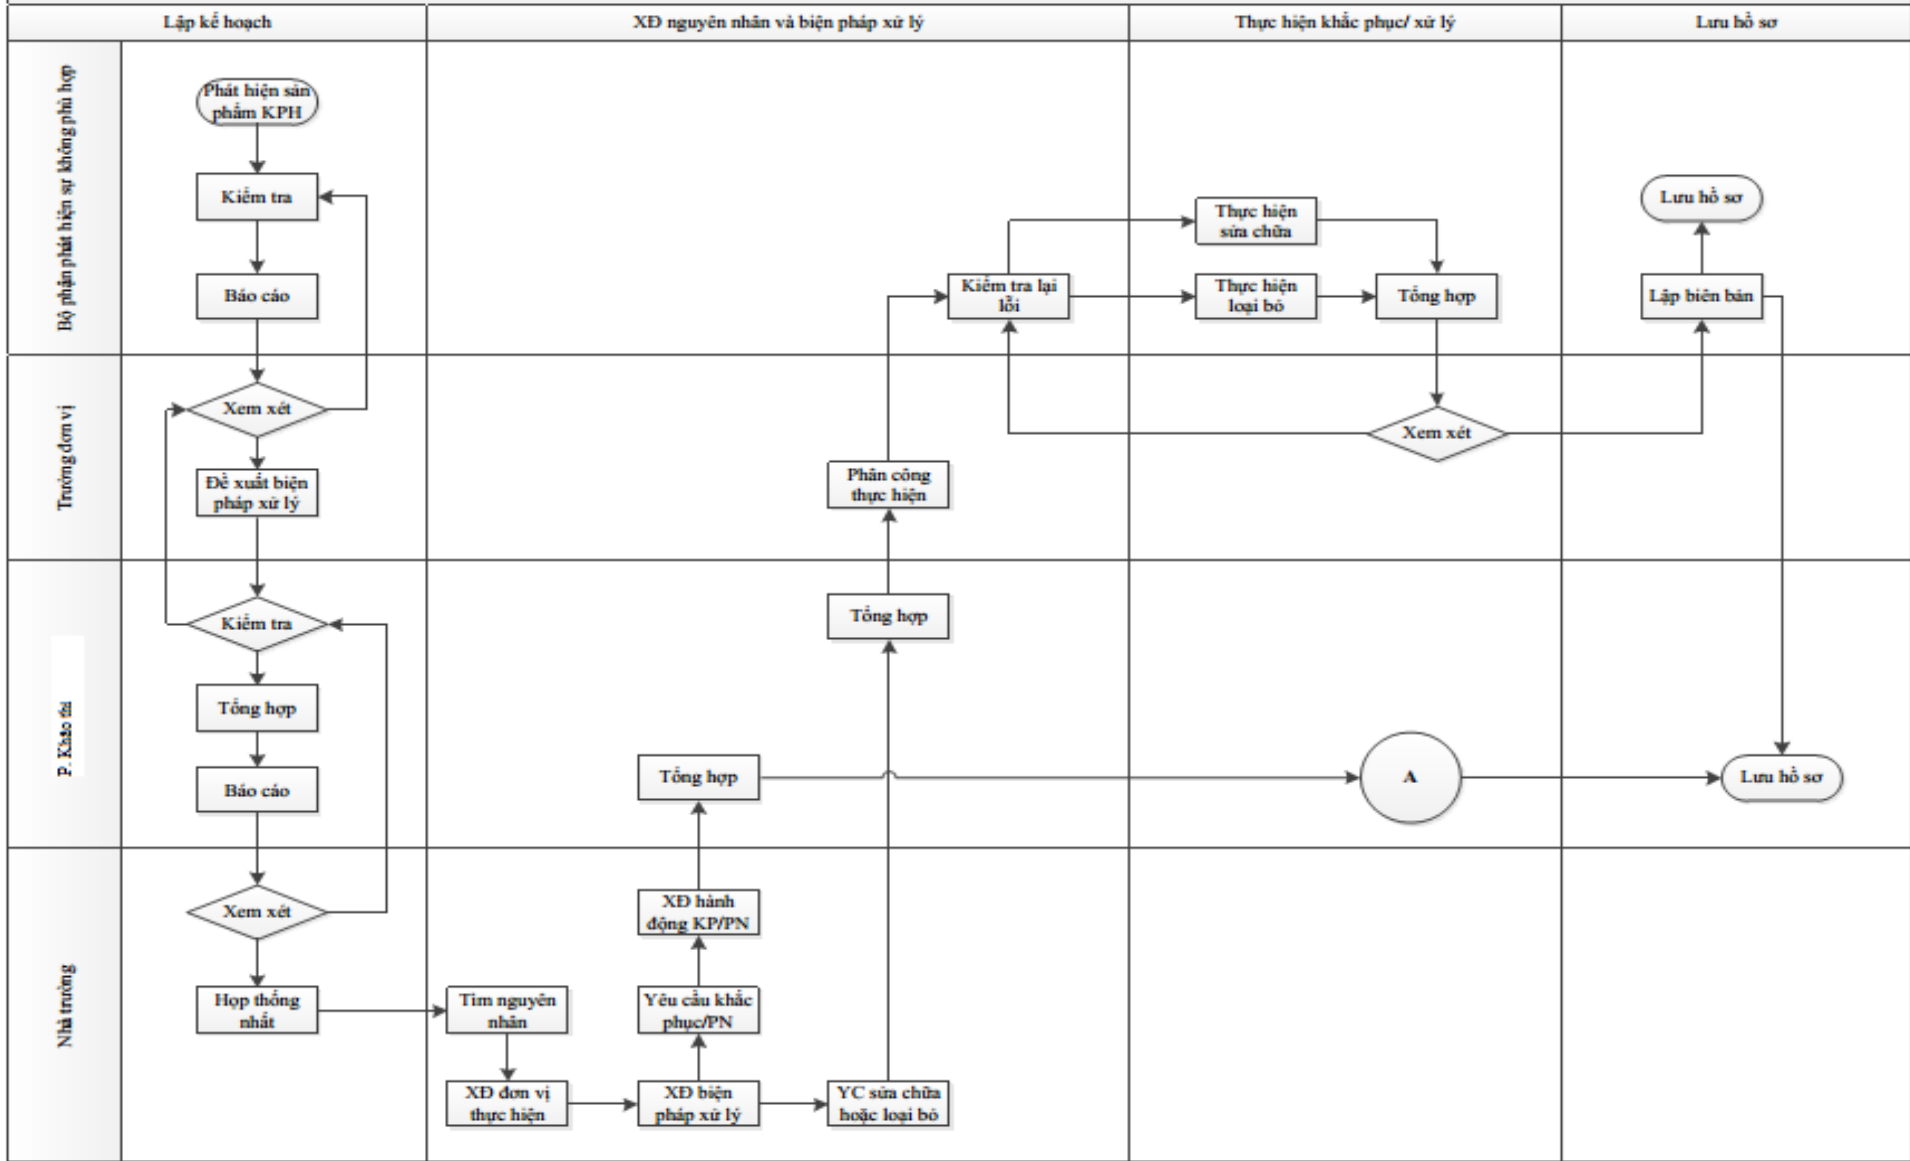 Lập kế hoạch
XĐ nguyên nhân và biện pháp xử lý
Thực hiện khắc phục/ xử lý
Lưu hồ sơ
Bộ phận phát hiện sự không phù hợp
Phát hiện sản
phẩm KPH
Kiểm tra
Báo cáo
Kiểm tra lại
lỗi
Thực hiện
sửa chữa
Thực hiện
loại bỏ
Tổng hợp
Lưu hồ sơ
Lập biên bản
Trưởng đơn vị
Xem xét
Đề xuất biện
pháp xử lý
Phân công
thực hiện
Xem xét
P. Khảo thí
Kiểm tra
Tổng hợp
Báo cáo
Tổng hợp
Tổng hợp
A
Lưu hồ sơ
Nhà trường
Xem xét
Họp thống
nhất
Tìm nguyên
nhân
XĐ đơn vị
thực hiện
XĐ hành
động KP/PN
Yêu cầu khắc
phục/PN
XĐ biện
pháp xử lý
YC sửa chữa
hoặc loại bỏ